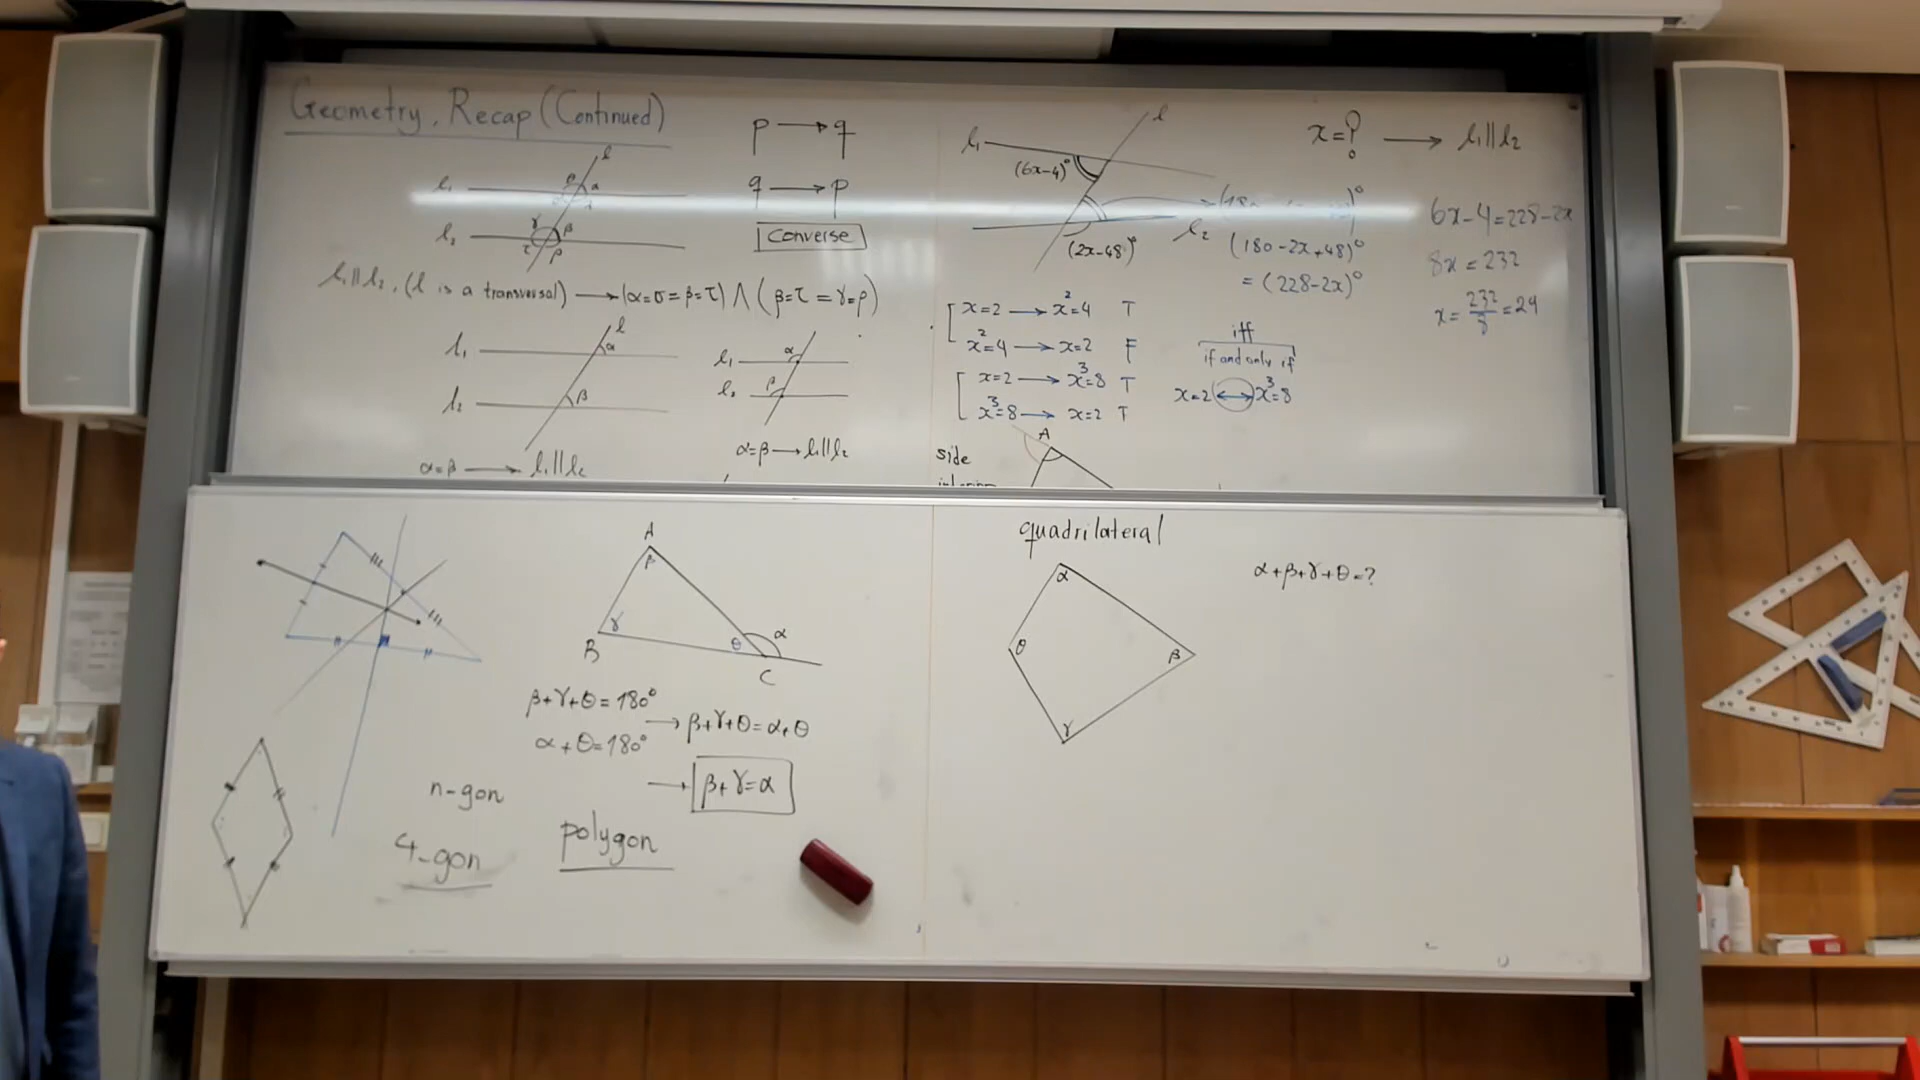 Geometry. Recap (Continued)
p → q
q → p
Converse
l
l₁
α
l₂
γ
β
τ
ρ
l₁∥l₂, (l is a transversal) → (α=σ=β=τ) ∧ (β=τ=γ=ρ)
l
l₁
α
l₂
β
α=β → l₁∥l₂
l₁
α
l₂
β
α=β → l₁∥l₂
l
l₁
(6x-4)°
l₂
(2x-48)°
(180-2x+48)°
= (228-2x)°
x=? → l₁∥l₂
6x-4=228-2x
8x=232
x=232/8=29
x=2 → x²=4 T
x²=4 → x=2 F
x=2 → x³=8 T
x³=8 → x=2 T
iff
if and only if
x=2 ↔ x³=8
side
A
A
β
γ
B
θ
α
C
β+γ+θ=180°
α+θ=180°
→ β+γ+θ=α+θ
→ β+γ=α
n-gon
4-gon
polygon
quadrilateral
α
θ
β
γ
α+β+γ+θ=?